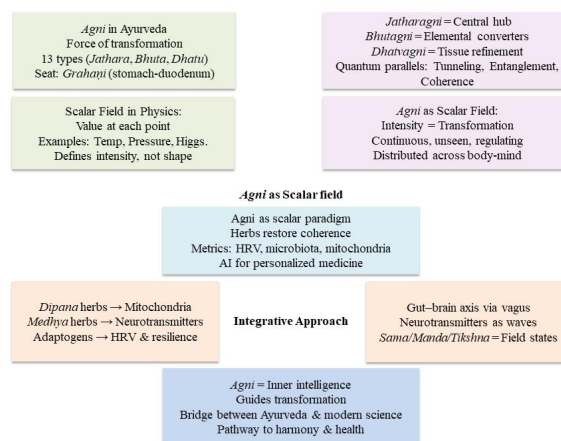 Agni in Ayurveda
Force of transformation
13 types (Jathara, Bhuta, Dhatu)
Seat: Grahaṇi (stomach-duodenum)
Jatharagni = Central hub
Bhutagni = Elemental converters
Dhatvagni = Tissue refinement
Quantum parallels: Tunneling, Entanglement,
Coherence
Scalar Field in Physics:
Value at each point
Examples: Temp, Pressure, Higgs.
Defines intensity, not shape
Agni as Scalar Field:
Intensity = Transformation
Continuous, unseen, regulating
Distributed across body-mind
Agni as Scalar field
Agni as scalar paradigm
Herbs restore coherence
Metrics: HRV, microbiota, mitochondria
AI for personalized medicine
Dipana herbs → Mitochondria
Medhya herbs → Neurotransmitters
Adaptogens → HRV & resilience
Integrative Approach
Gut–brain axis via vagus
Neurotransmitters as waves
Sama/Manda/Tikshna = Field states
Agni = Inner intelligence
Guides transformation
Bridge between Ayurveda & modern science
Pathway to harmony & health